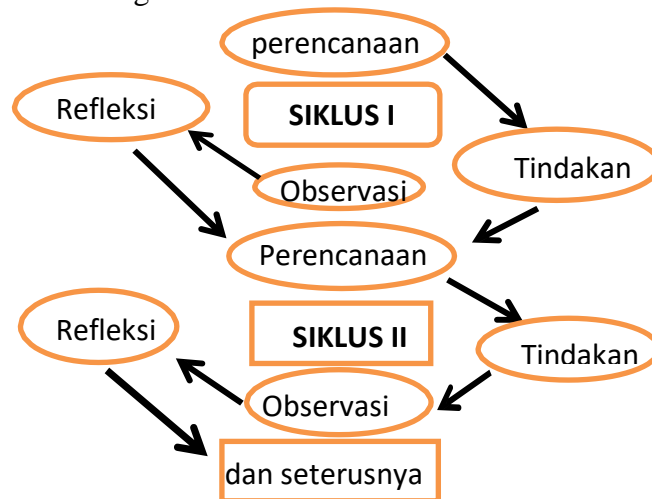 perencanaan
Refleksi
SIKLUS I
Tindakan
Observasi
Perencanaan
Refleksi
SIKLUS II
Tindakan
Observasi
dan seterusnya